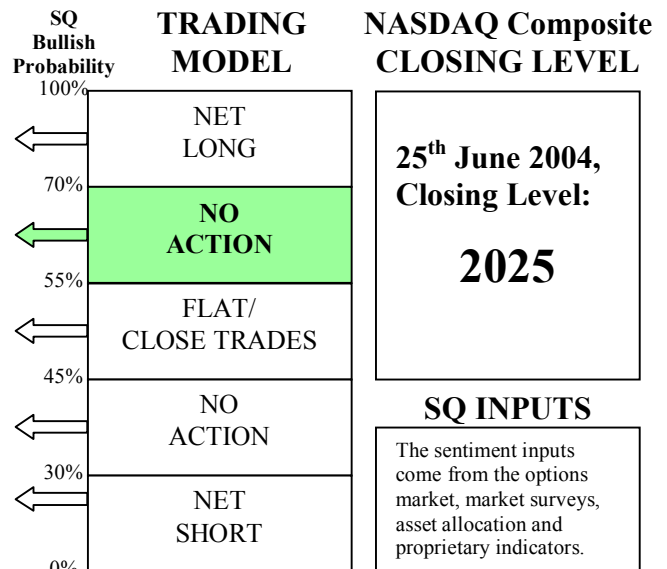 SQ
Bullish
Probability
TRADING
MODEL
NASDAQ Composite
CLOSING LEVEL
100%
NET
LONG
70%
NO
ACTION
55%
FLAT/
CLOSE TRADES
45%
NO
ACTION
30%
NET
SHORT
0%
25th June 2004,
Closing Level:
2025
SQ INPUTS
The sentiment inputs
come from the options
market, market surveys,
asset allocation and
proprietary indicators.